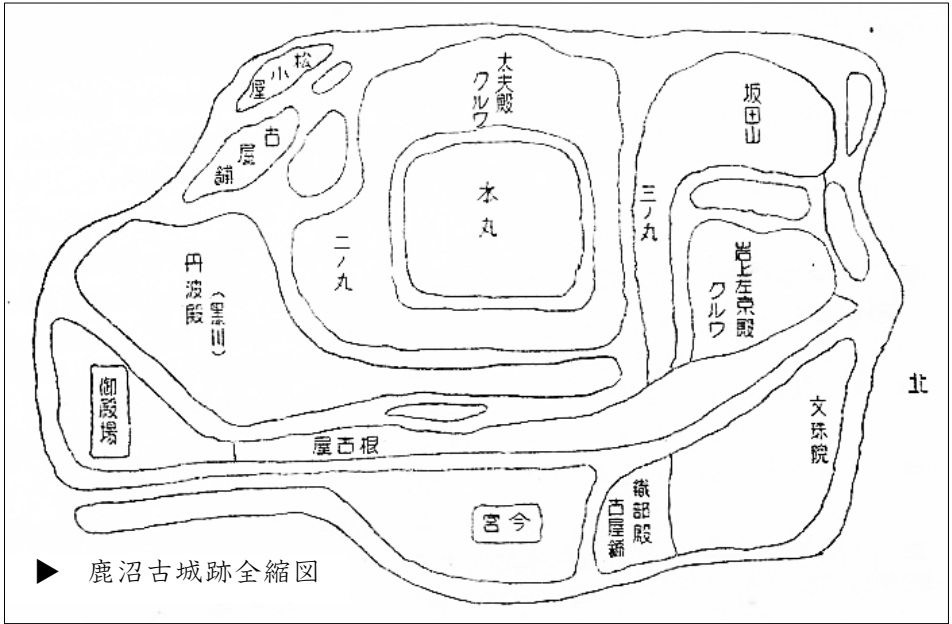 小松屋
古屋舗
太夫殿
クルワ
坂田山
本丸
二ノ丸
三ノ丸
丹波殿
(黒川)
岩上左京殿
クルワ
北
御殿場
文珠院
根古屋
織部殿
古屋舗
今宮
▶ 鹿沼古城跡全縮図